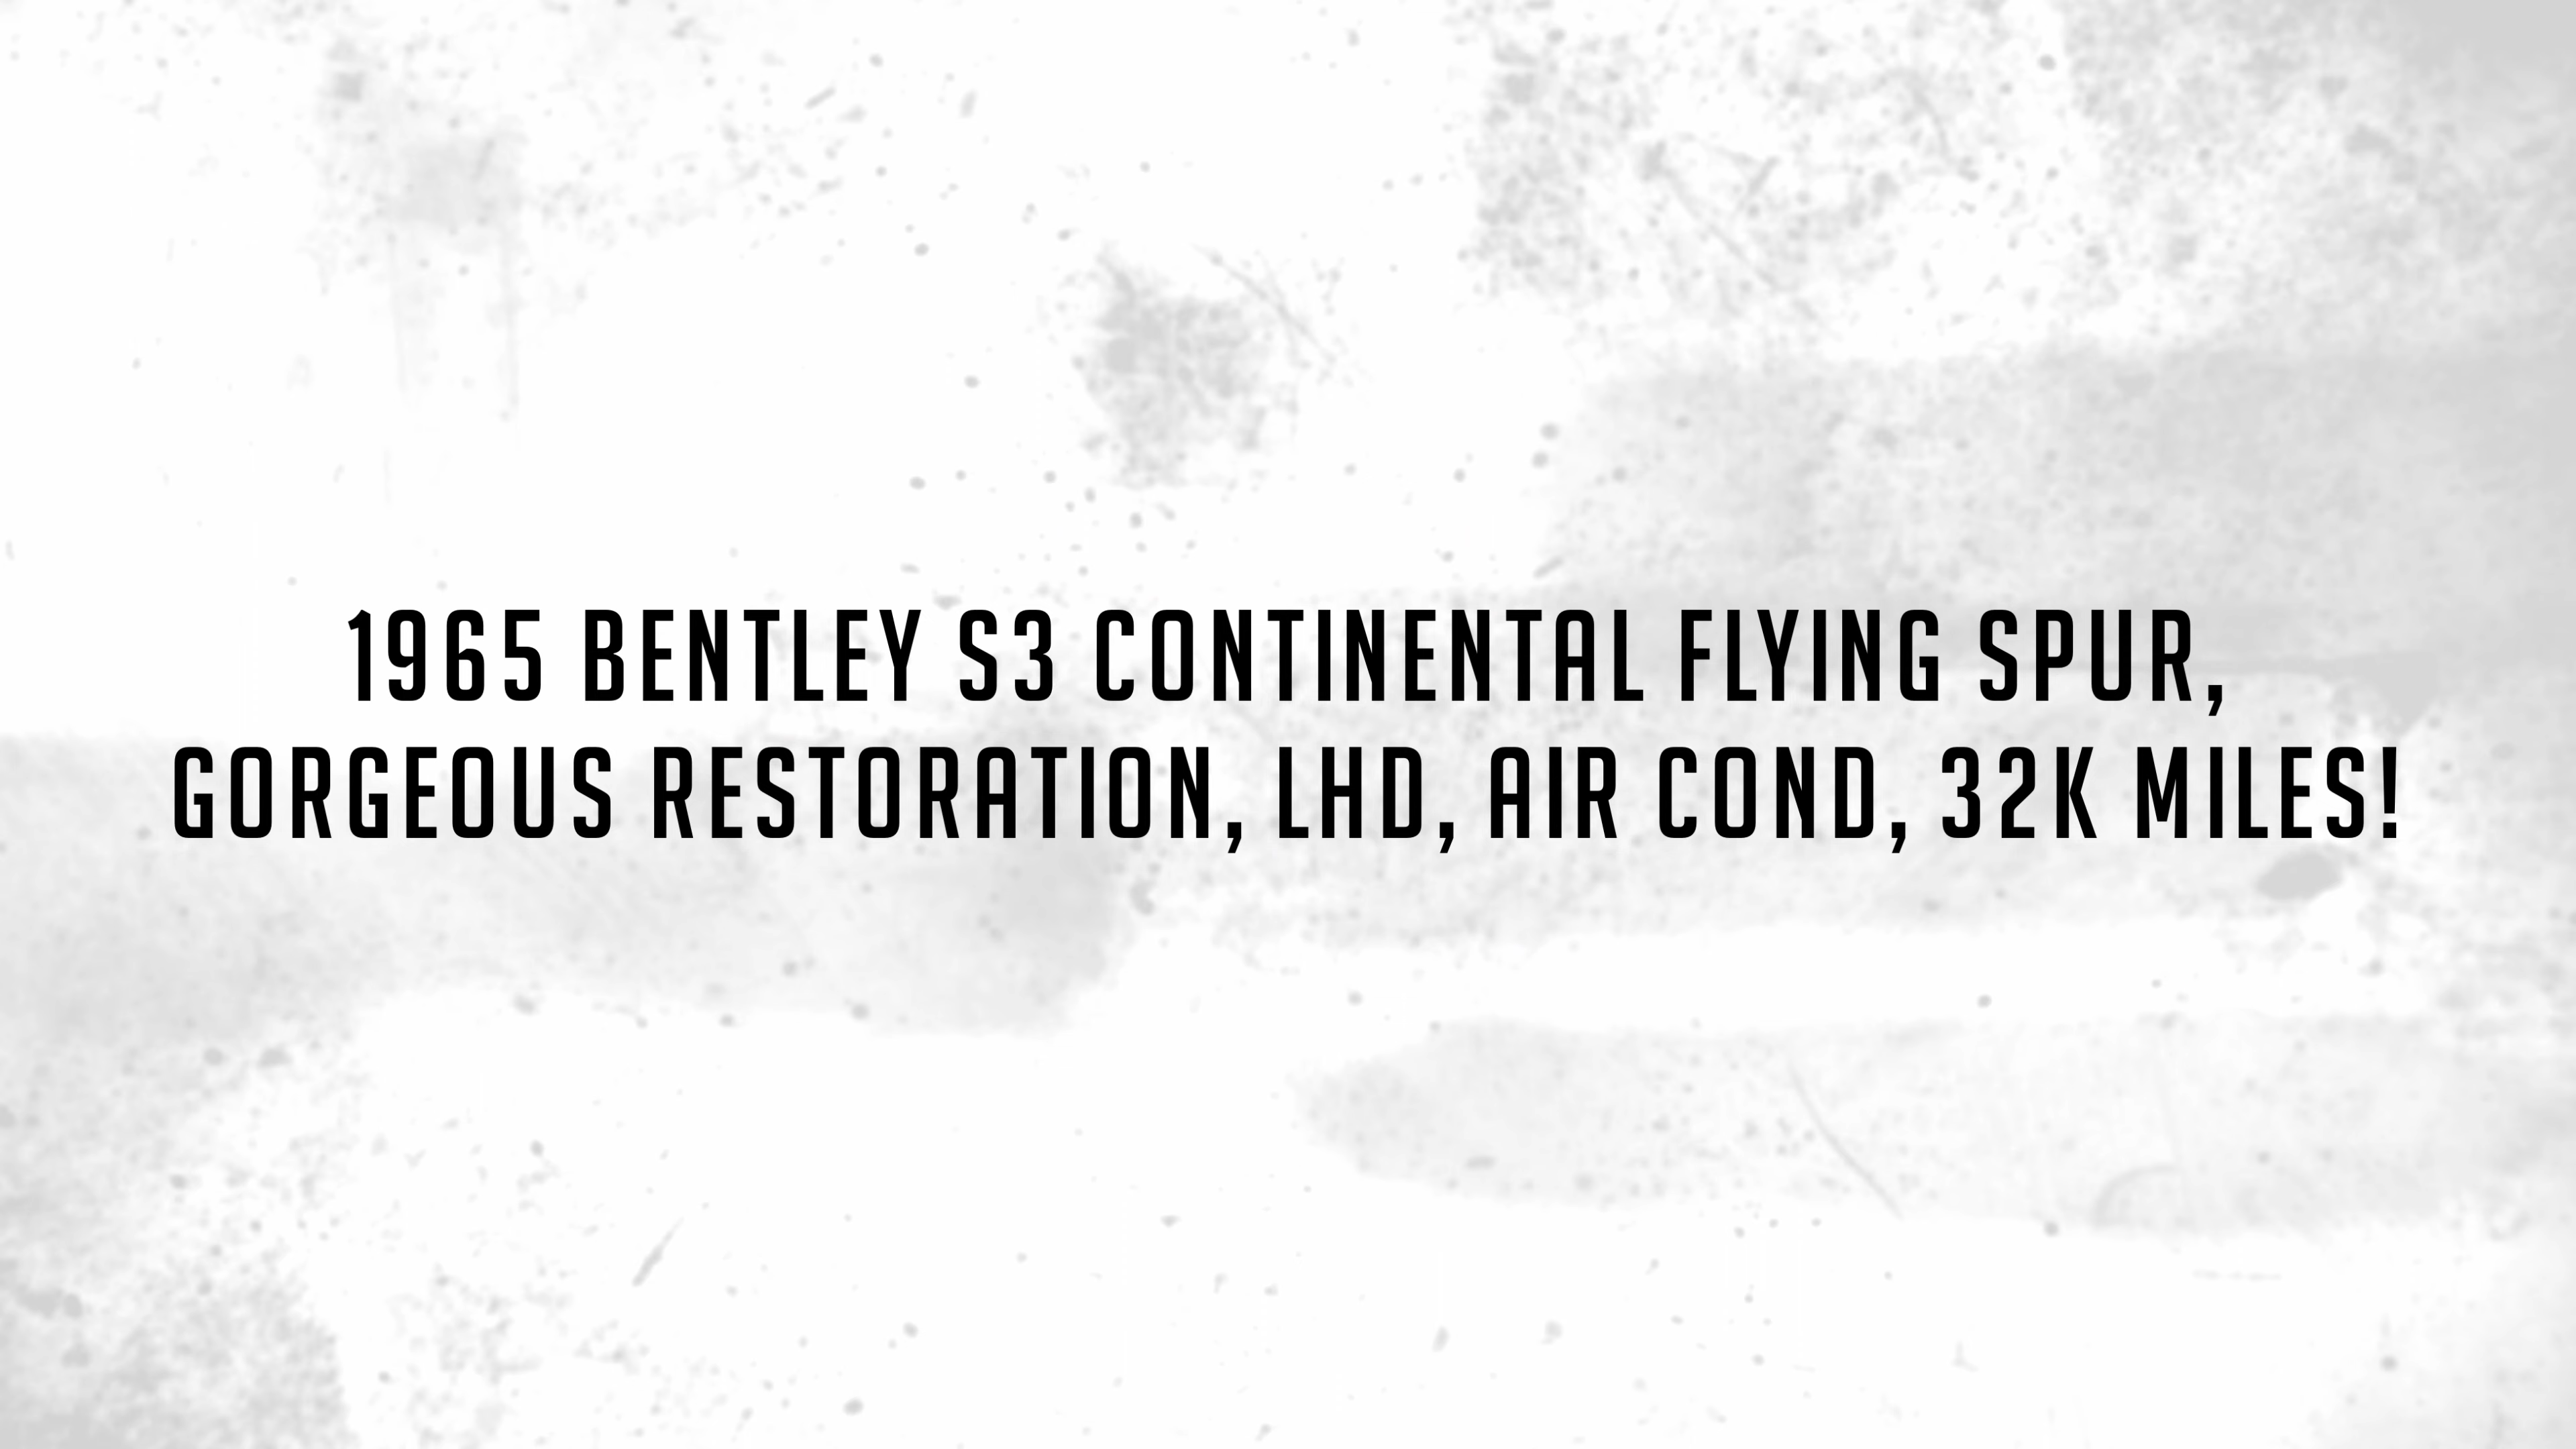 1965 BENTLEY S3 CONTINENTAL FLYING SPUR,
GORGEOUS RESTORATION, LHD, AIR COND, 32K MILES!